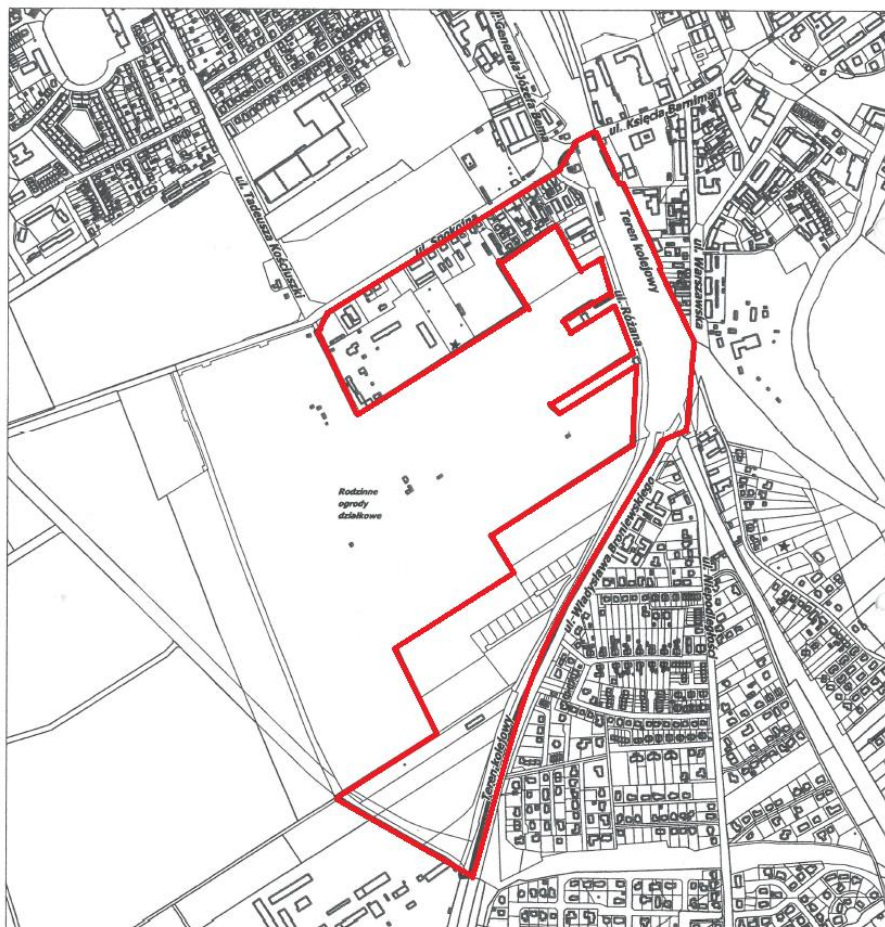 ul. Generała Józefa Bema
ul. Księcia Barnima I
ul. Tadeusza Kościuszki
ul. Spokojna
Teren kolejowy
ul. Warszawska
ul. Różana
Rodzinne
ogrody
działkowe
ul. Władysława Broniewskiego
ul. Niepodległości
Teren kolejowy